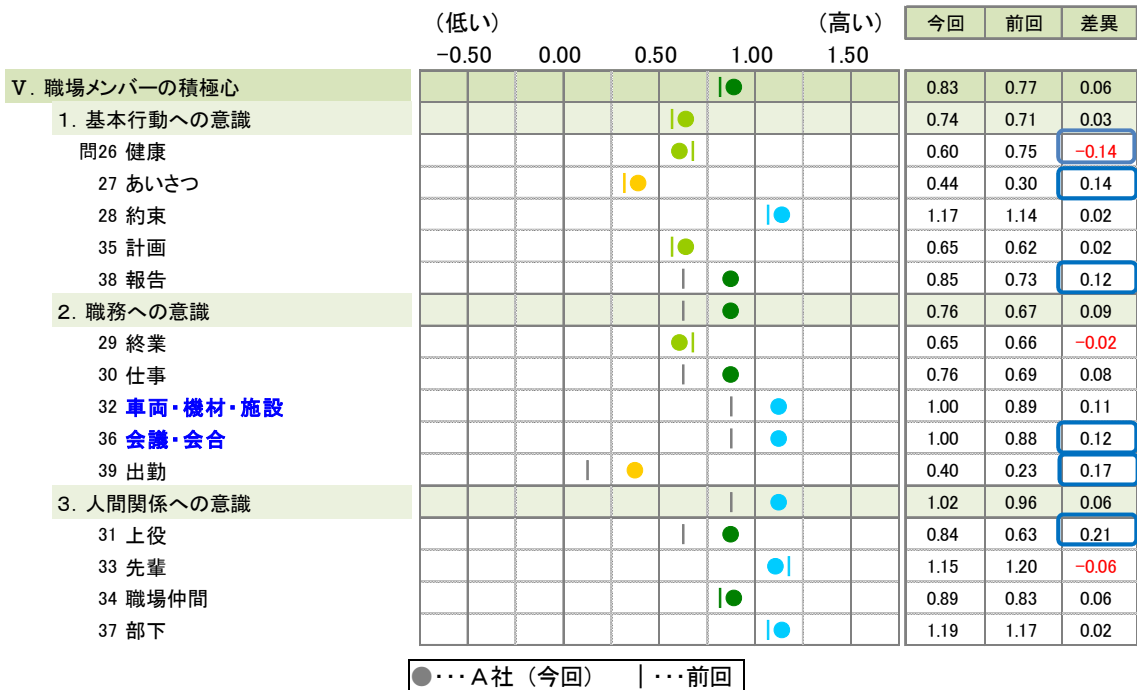 （低い） （高い） 今回 前回 差異
−0.50 0.00 0.50 1.00 1.50
Ⅴ．職場メンバーの積極心 0.83 0.77 0.06
1．基本行動への意識 0.74 0.71 0.03
問26 健康 0.60 0.75 −0.14
27 あいさつ 0.44 0.30 0.14
28 約束 1.17 1.14 0.02
35 計画 0.65 0.62 0.02
38 報告 0.85 0.73 0.12
2．職務への意識 0.76 0.67 0.09
29 終業 0.65 0.66 −0.02
30 仕事 0.76 0.69 0.08
32 車両・機材・施設 1.00 0.89 0.11
36 会議・会合 1.00 0.88 0.12
39 出勤 0.40 0.23 0.17
3．人間関係への意識 1.02 0.96 0.06
31 上役 0.84 0.63 0.21
33 先輩 1.15 1.20 −0.06
34 職場仲間 0.89 0.83 0.06
37 部下 1.19 1.17 0.02
●･･･Ａ社（今回） ｜･･･前回